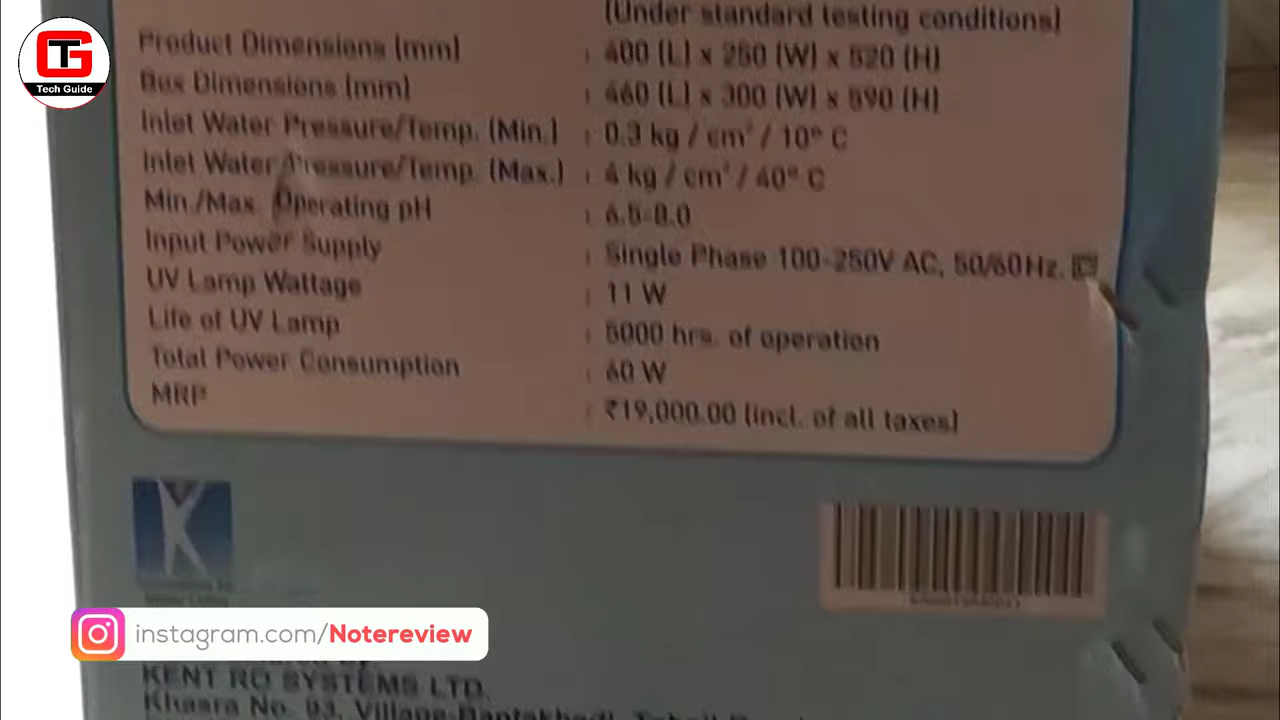 TG
Tech Guide
(Under standard testing conditions)
Product Dimensions (mm) : 400 (L) x 250 (W) x 520 (H)
Box Dimensions (mm) : 460 (L) x 300 (W) x 590 (H)
Inlet Water Pressure/Temp. (Min.) : 0.3 kg / cm² / 10° C
Inlet Water Pressure/Temp. (Max.) : 4 kg / cm² / 40° C
Min./Max. Operating pH : 6.5-8.0
Input Power Supply : Single Phase 100-250V AC, 50/60Hz.
UV Lamp Wattage : 11 W
Life of UV Lamp : 5000 hrs. of operation
Total Power Consumption : 60 W
MRP : ₹19,000.00 (incl. of all taxes)
K
instagram.com/Notereview
KENT RO SYSTEMS LTD.
Khasra No. 93, Village-